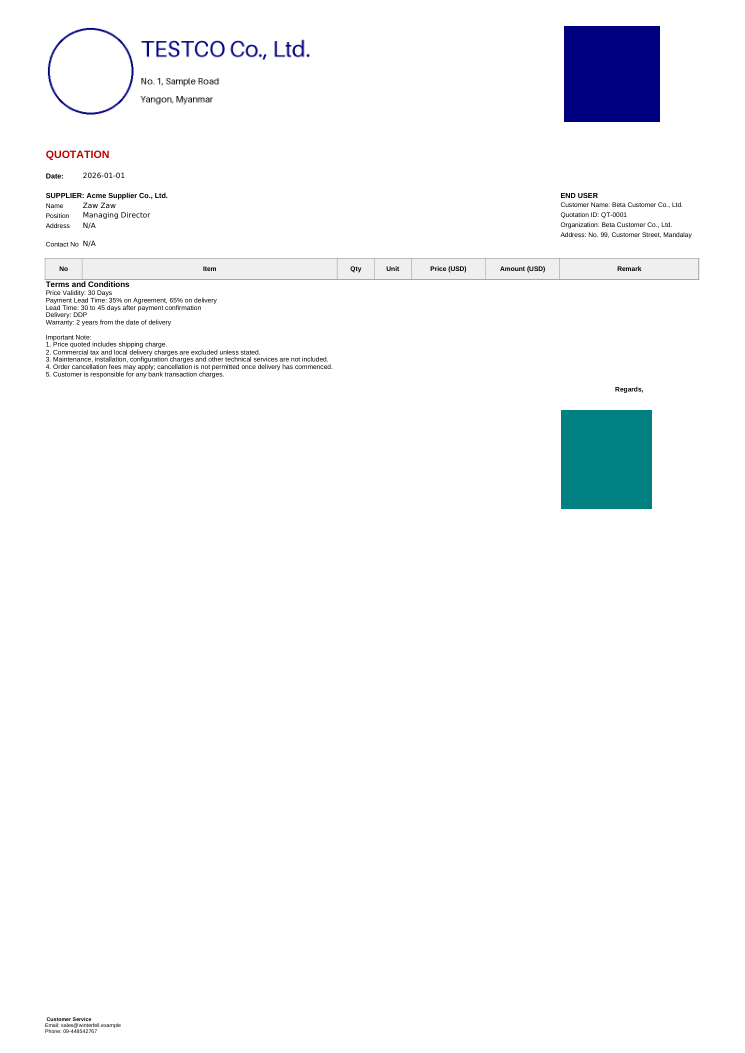 TESTCO Co., Ltd.
No. 1, Sample Road
Yangon, Myanmar
QUOTATION
Date: 2026-01-01
SUPPLIER: Acme Supplier Co., Ltd.
Name Zaw Zaw
Position Managing Director
Address N/A
Contact No N/A
END USER
Customer Name: Beta Customer Co., Ltd.
Quotation ID: QT-0001
Organization: Beta Customer Co., Ltd.
Address: No. 99, Customer Street, Mandalay
No Item Qty Unit Price (USD) Amount (USD) Remark
Terms and Conditions
Price Validity: 30 Days
Payment Lead Time: 35% on Agreement, 65% on delivery
Lead Time: 30 to 45 days after payment confirmation
Delivery: DDP
Warranty: 2 years from the date of delivery
Important Note:
1. Price quoted includes shipping charge.
2. Commercial tax and local delivery charges are excluded unless stated.
3. Maintenance, installation, configuration charges and other technical services are not included.
4. Order cancellation fees may apply; cancellation is not permitted once delivery has commenced.
5. Customer is responsible for any bank transaction charges.
Regards,
Customer Service
Email: sales@winterfell.example
Phone: 09-448542767